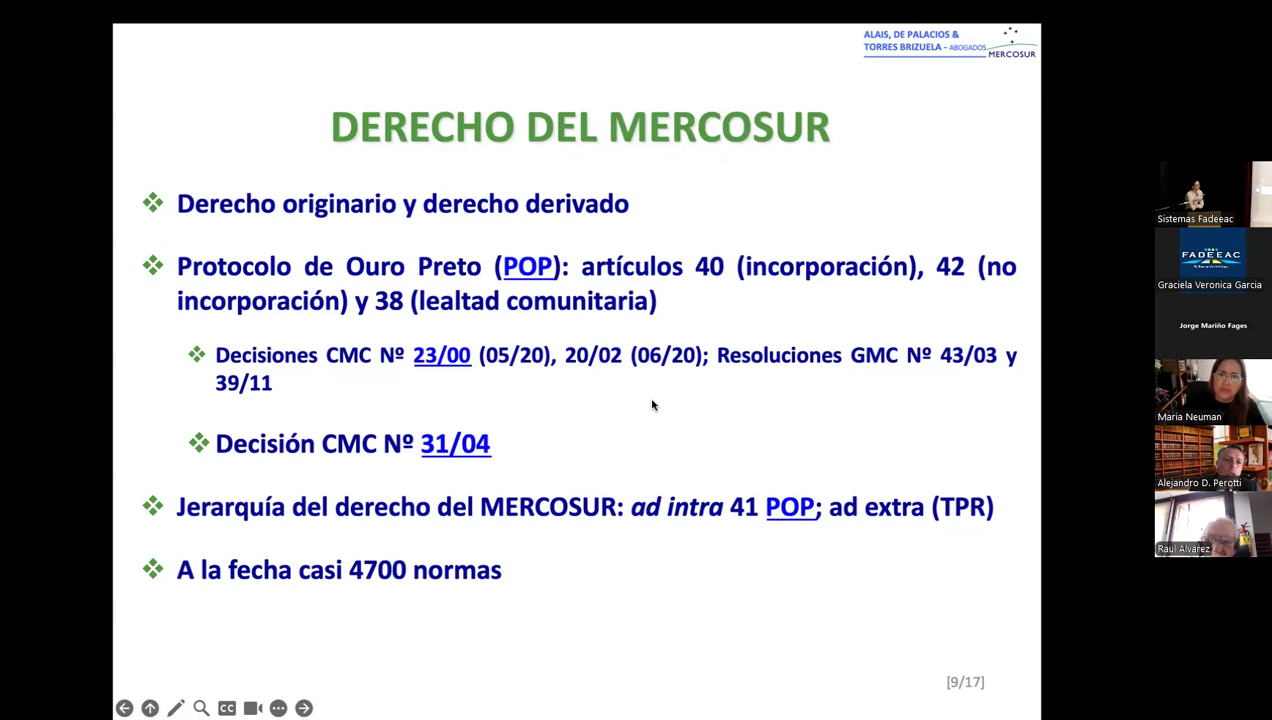 ALAIS, DE PALACIOS &
TORRES BRIZUELA - ABOGADOS
MERCOSUR
DERECHO DEL MERCOSUR
Derecho originario y derecho derivado
Protocolo de Ouro Preto (POP): artículos 40 (incorporación), 42 (no
incorporación) y 38 (lealtad comunitaria)
Decisiones CMC Nº 23/00 (05/20), 20/02 (06/20); Resoluciones GMC Nº 43/03 y
39/11
Decisión CMC Nº 31/04
Jerarquía del derecho del MERCOSUR: ad intra 41 POP; ad extra (TPR)
A la fecha casi 4700 normas
[9/17]
CC
Sistemas Fadeeac
FADEEAC
Graciela Veronica Garcia
Jorge Mariño Fages
Maria Neuman
Alejandro D. Perotti
Raul Alvarez